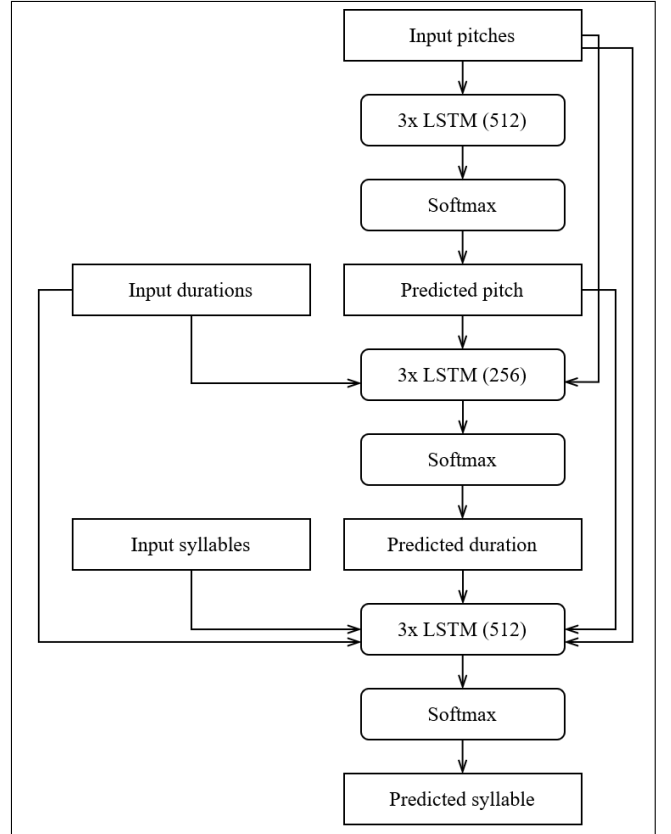 Input pitches
3x LSTM (512)
Softmax
Input durations
Predicted pitch
3x LSTM (256)
Softmax
Input syllables
Predicted duration
3x LSTM (512)
Softmax
Predicted syllable